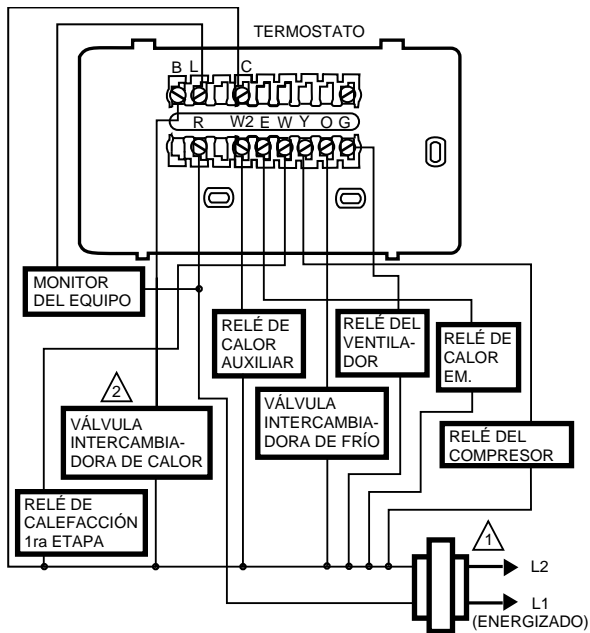 TERMOSTATO
B L C
R W2 E W Y O G
MONITOR
DEL EQUIPO
RELÉ DE
CALOR
AUXILIAR
RELÉ DEL
VENTILA-
DOR
RELÉ DE
CALOR
EM.
2
VÁLVULA
INTERCAMBIA-
DORA DE CALOR
VÁLVULA
INTERCAMBIA-
DORA DE FRÍO
RELÉ DEL
COMPRESOR
RELÉ DE
CALEFACCIÓN
1ra ETAPA
1
L2
L1
(ENERGIZADO)